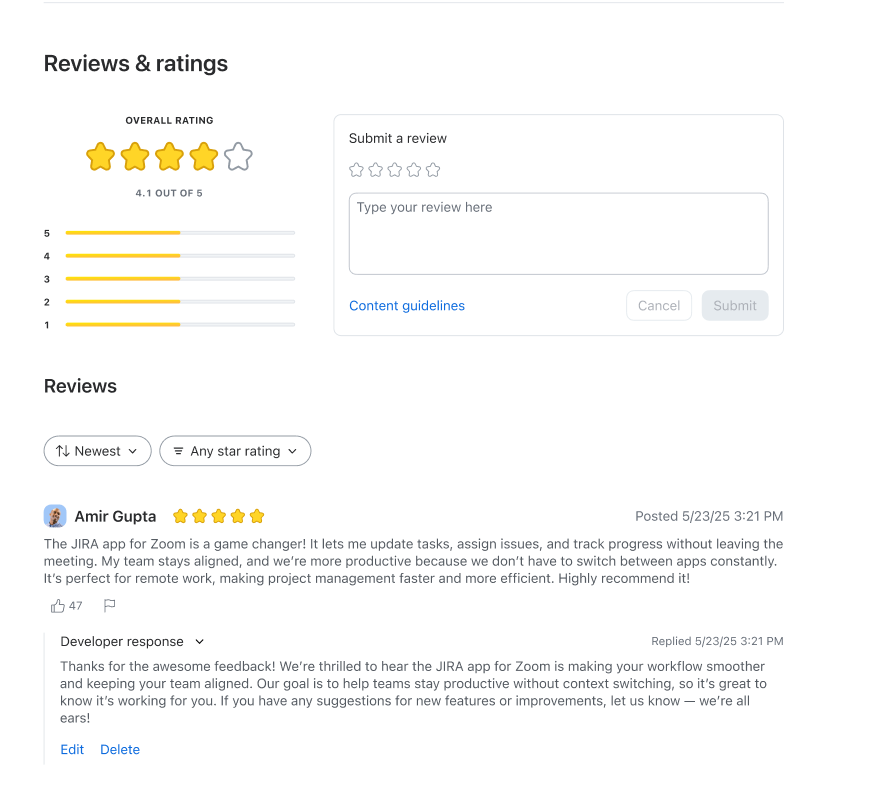 Reviews & ratings
OVERALL RATING
4.1 OUT OF 5
5
4
3
2
1
Submit a review
Type your review here
Content guidelines
Cancel
Submit
Reviews
Newest
Any star rating
Amir Gupta
Posted 5/23/25 3:21 PM
The JIRA app for Zoom is a game changer! It lets me update tasks, assign issues, and track progress without leaving the
meeting. My team stays aligned, and we’re more productive because we don’t have to switch between apps constantly.
It’s perfect for remote work, making project management faster and more efficient. Highly recommend it!
47
Developer response
Replied 5/23/25 3:21 PM
Thanks for the awesome feedback! We’re thrilled to hear the JIRA app for Zoom is making your workflow smoother
and keeping your team aligned. Our goal is to help teams stay productive without context switching, so it’s great to
know it’s working for you. If you have any suggestions for new features or improvements, let us know — we’re all
ears!
Edit
Delete